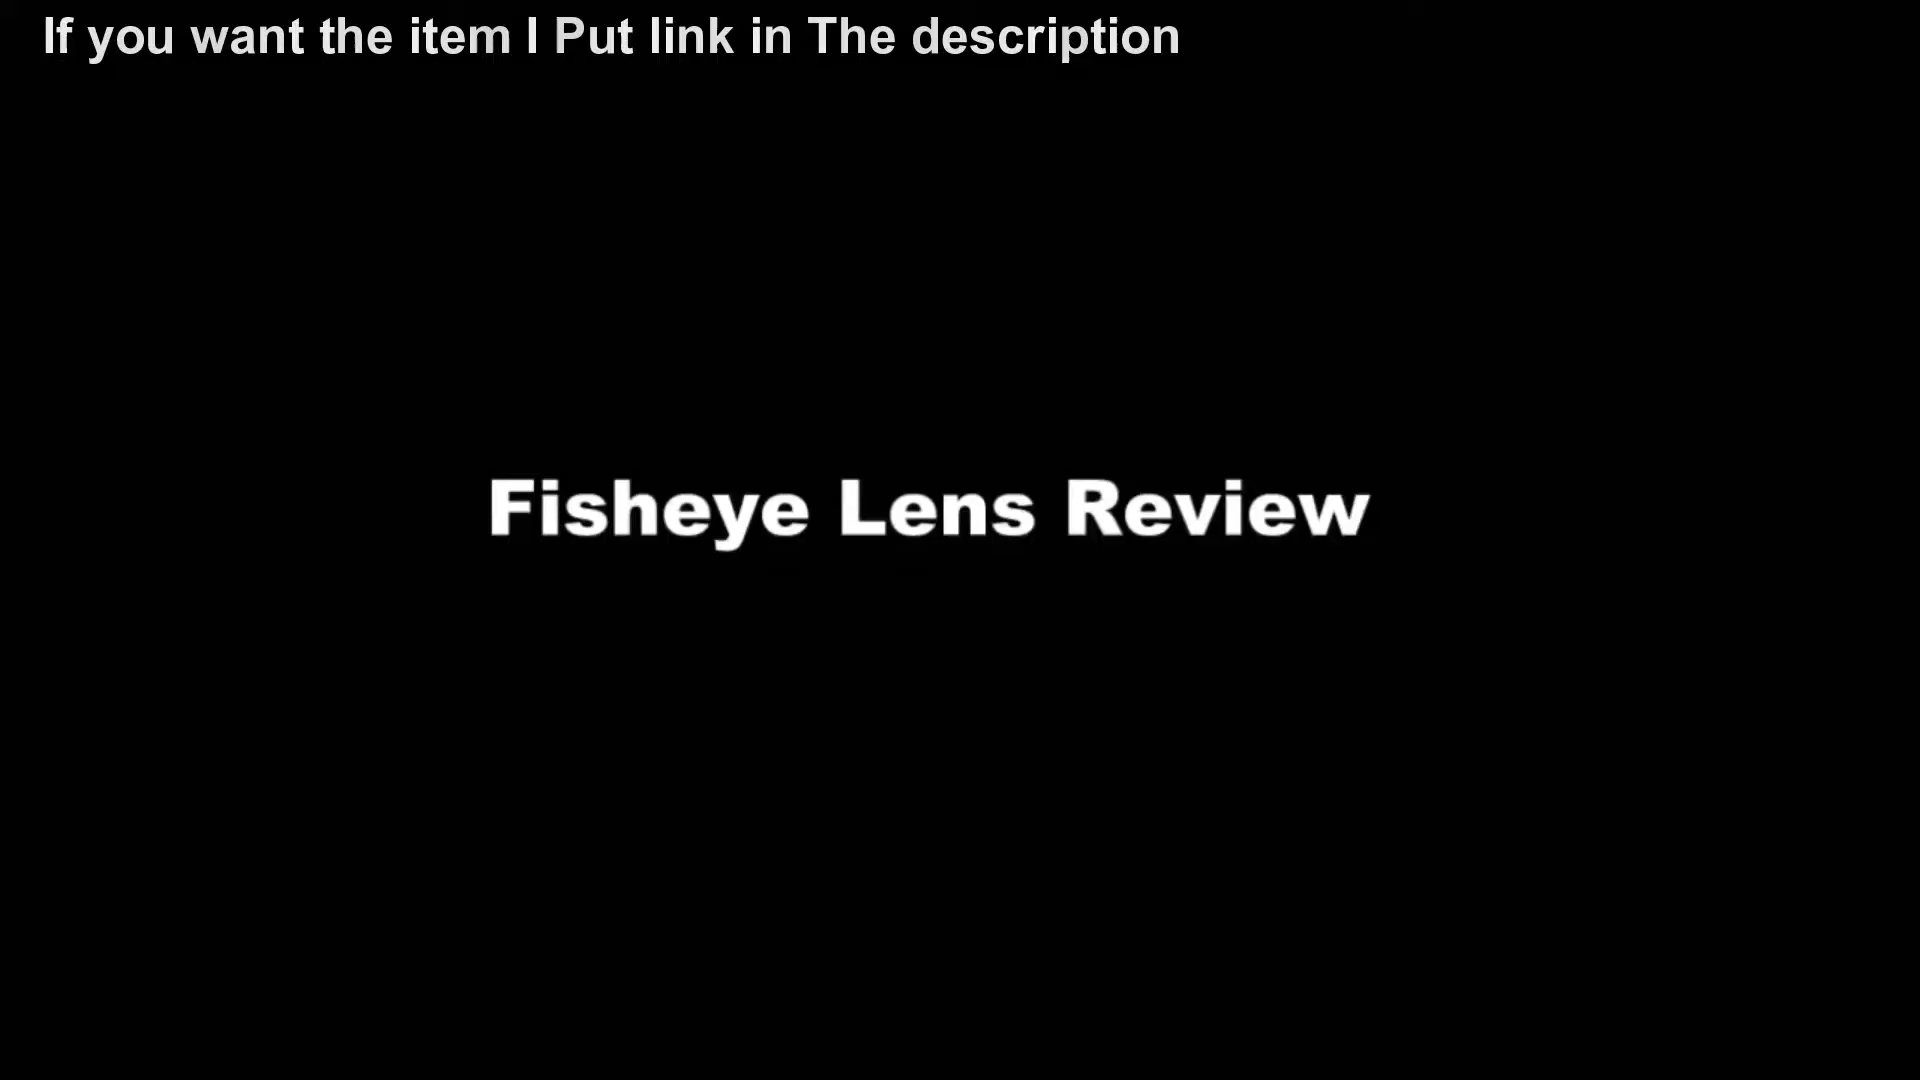 If you want the item I Put link in The description
Fisheye Lens Review